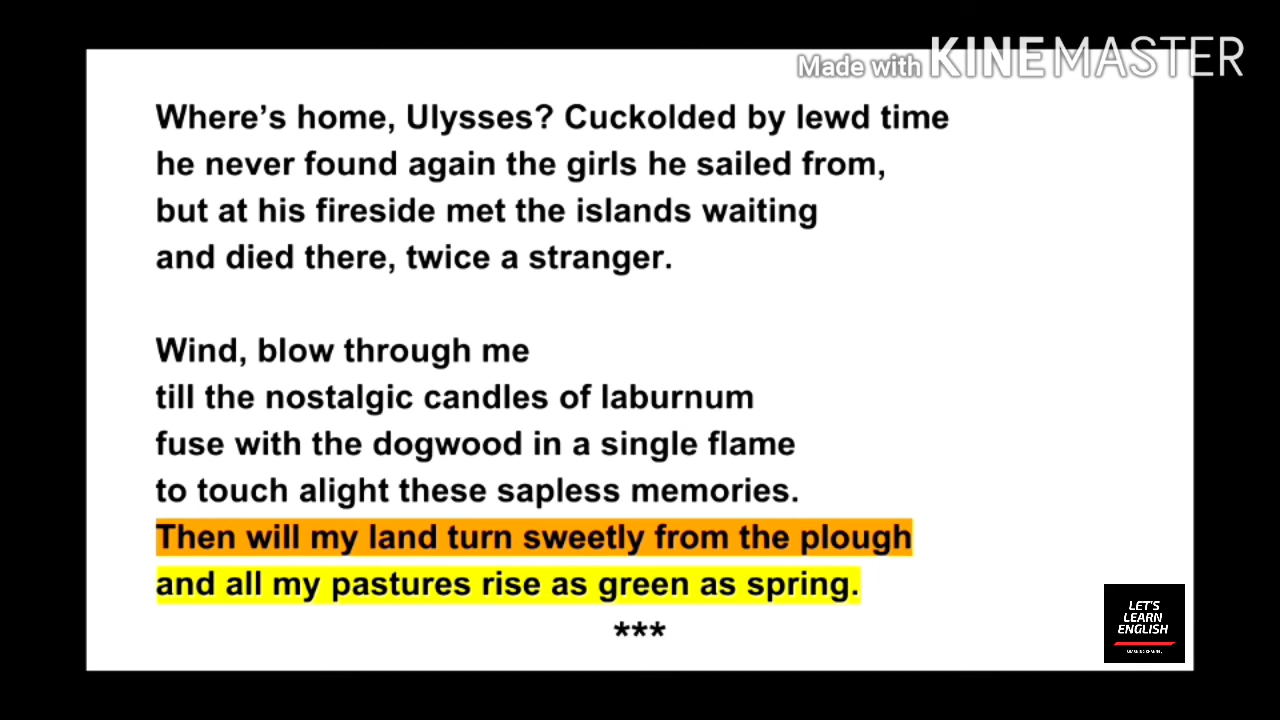 Made with KINEMASTER
Where's home, Ulysses? Cuckolded by lewd time
he never found again the girls he sailed from,
but at his fireside met the islands waiting
and died there, twice a stranger.
Wind, blow through me
till the nostalgic candles of laburnum
fuse with the dogwood in a single flame
to touch alight these sapless memories.
Then will my land turn sweetly from the plough
and all my pastures rise as green as spring.
***
LET'S
LEARN
ENGLISH